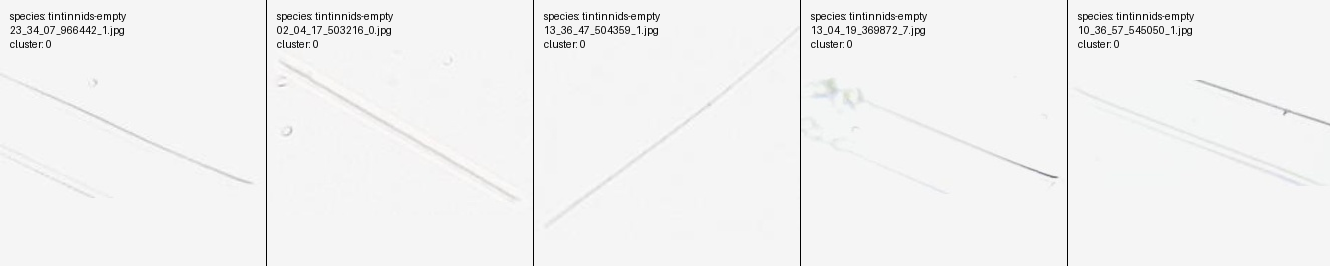 species: tintinnids-empty
23_34_07_966442_1.jpg
cluster: 0
species: tintinnids-empty
02_04_17_503216_0.jpg
cluster: 0
species: tintinnids-empty
13_36_47_504359_1.jpg
cluster: 0
species: tintinnids-empty
13_04_19_369872_7.jpg
cluster: 0
species: tintinnids-empty
10_36_57_545050_1.jpg
cluster: 0